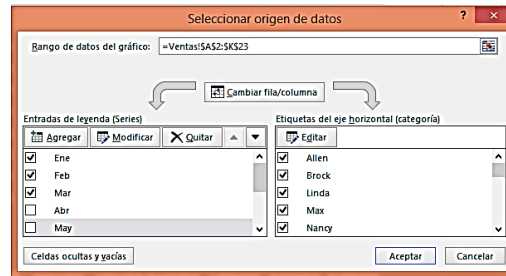 Seleccionar origen de datos ? ×
Rango de datos del gráfico: =Ventas!$A$2:$K$23
Cambiar fila/columna
Entradas de leyenda (Series)
Agregar Modificar Quitar
Ene
Feb
Mar
Abr
May
Etiquetas del eje horizontal (categoría)
Editar
Allen
Brock
Linda
Max
Nancy
Celdas ocultas y vacías
Aceptar Cancelar